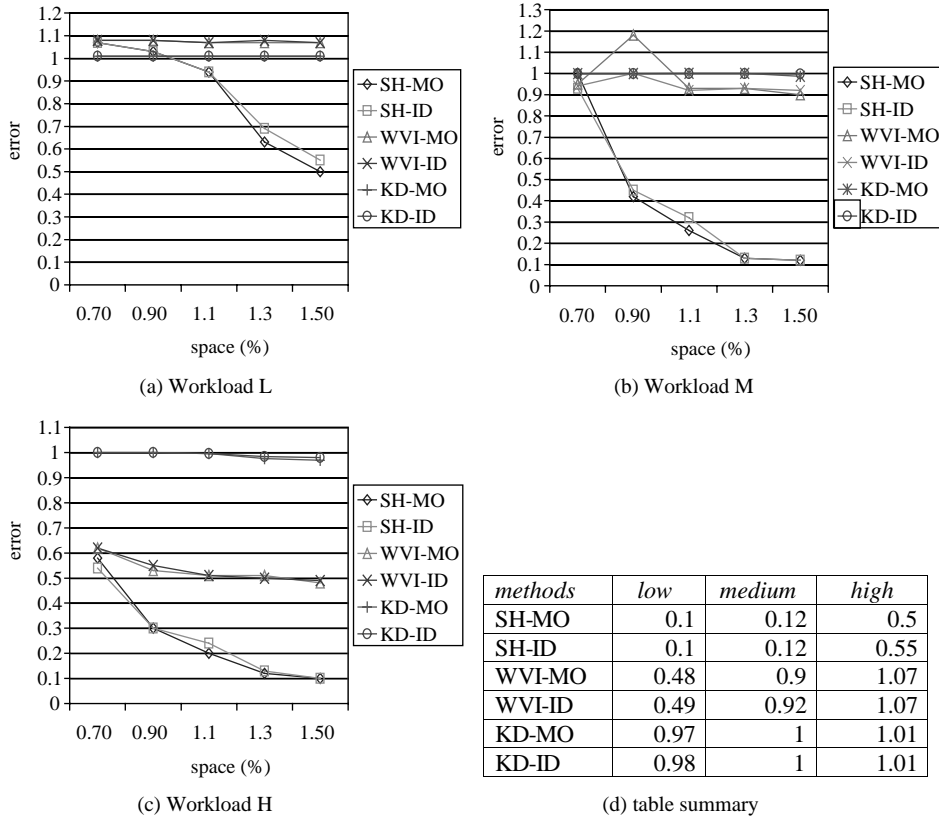 1.2
1.1
1
0.9
0.8
0.7
0.6
0.5
0.4
0.3
0.2
0.1
0
error
0.70 0.90 1.1 1.3 1.50
space (%)
SH-MO
SH-ID
WVI-MO
WVI-ID
KD-MO
KD-ID
(a) Workload L
1.3
1.2
1.1
1
0.9
0.8
0.7
0.6
0.5
0.4
0.3
0.2
0.1
0
error
0.70 0.90 1.1 1.3 1.50
space (%)
SH-MO
SH-ID
WVI-MO
WVI-ID
KD-MO
KD-ID
(b) Workload M
1.1
1
0.9
0.8
0.7
0.6
0.5
0.4
0.3
0.2
0.1
0
error
0.70 0.90 1.1 1.3 1.50
space (%)
SH-MO
SH-ID
WVI-MO
WVI-ID
KD-MO
KD-ID
(c) Workload H
methods low medium high
SH-MO 0.1 0.12 0.5
SH-ID 0.1 0.12 0.55
WVI-MO 0.48 0.9 1.07
WVI-ID 0.49 0.92 1.07
KD-MO 0.97 1 1.01
KD-ID 0.98 1 1.01
(d) table summary